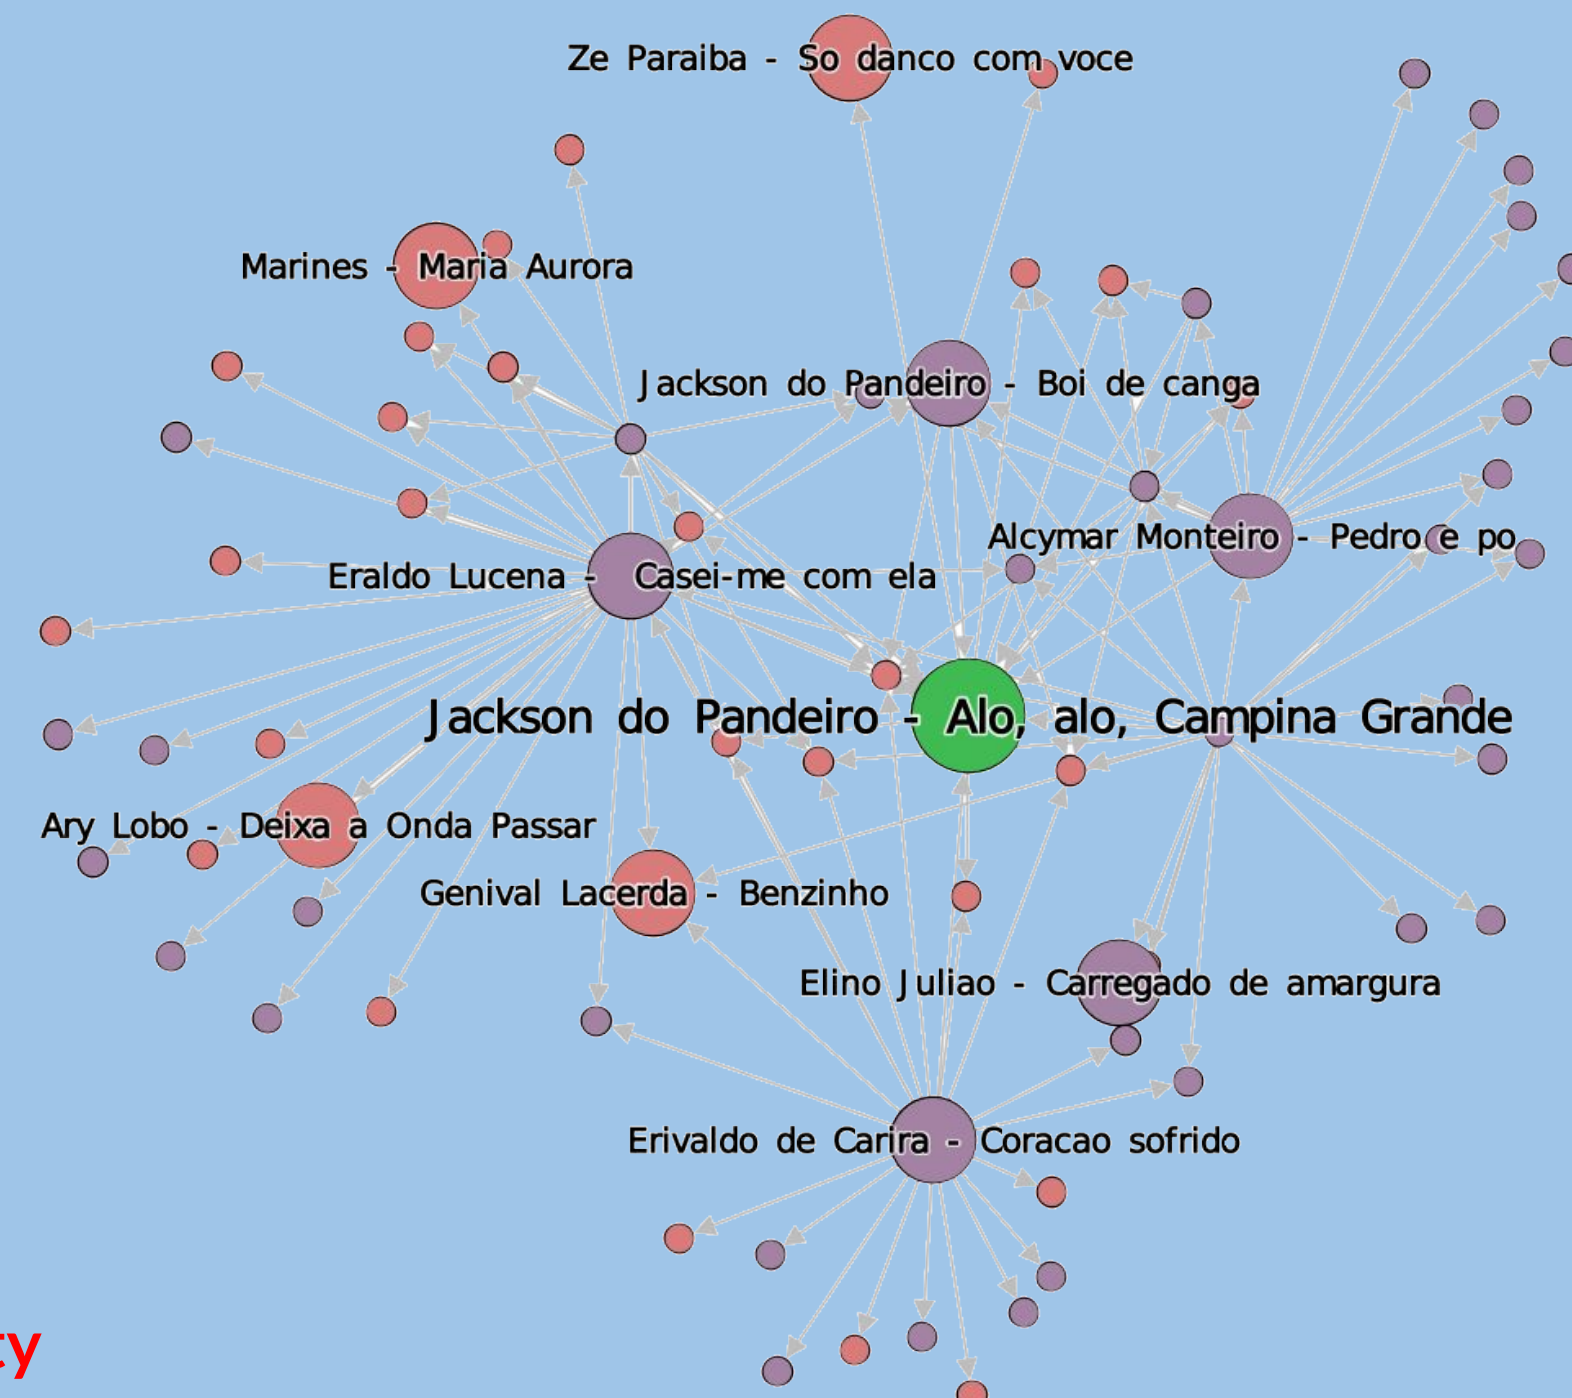 Ze Paraiba - So danco com voce
Marines - Maria Aurora
Jackson do Pandeiro - Boi de canga
Alcymar Monteiro - Pedro e po
Eraldo Lucena - Casei-me com ela
Jackson do Pandeiro - Alo, alo, Campina Grande
Ary Lobo - Deixa a Onda Passar
Genival Lacerda - Benzinho
Elino Juliao - Carregado de amargura
Erivaldo de Carira - Coracao sofrido